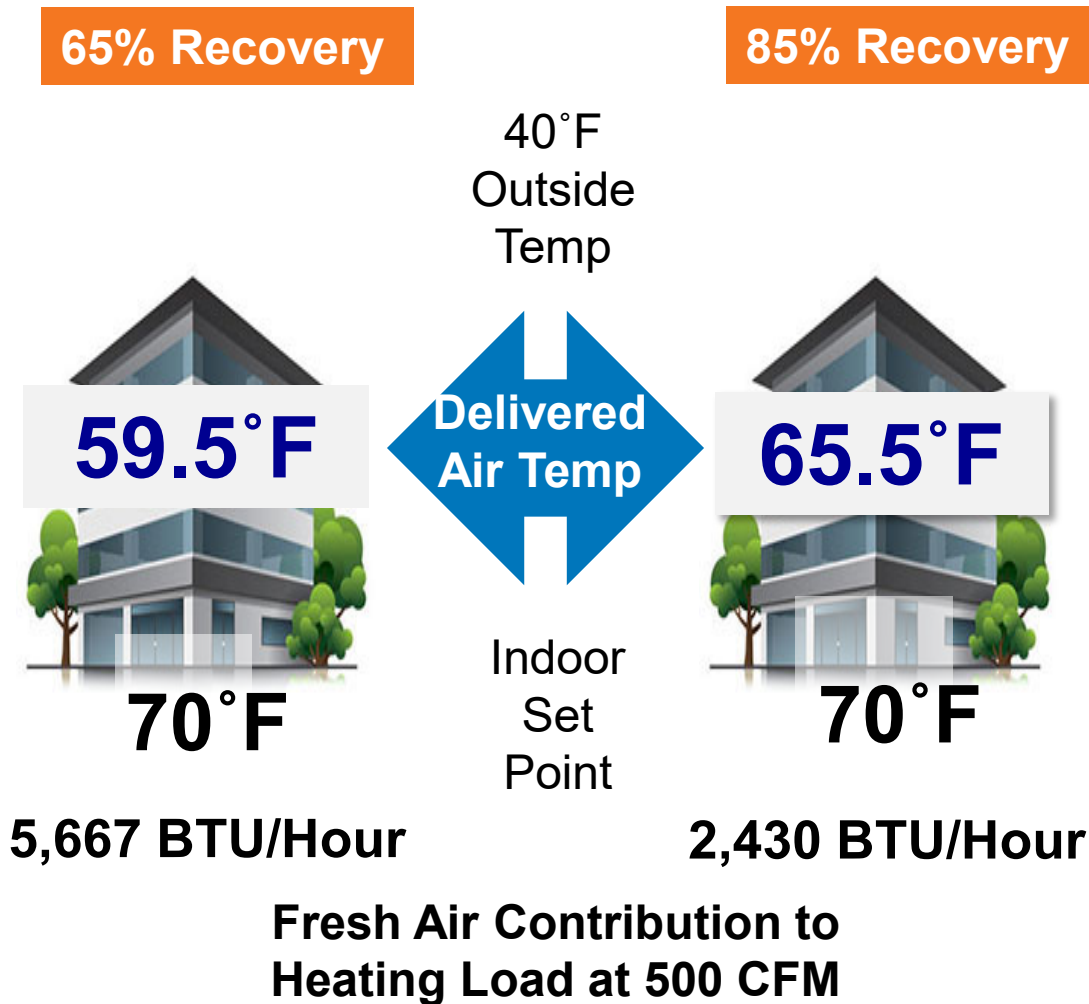 65% Recovery
85% Recovery
40˚F
Outside
Temp
59.5˚F
Delivered
Air Temp
65.5˚F
Indoor
Set
Point
70˚F
70˚F
5,667 BTU/Hour
2,430 BTU/Hour
Fresh Air Contribution to
Heating Load at 500 CFM